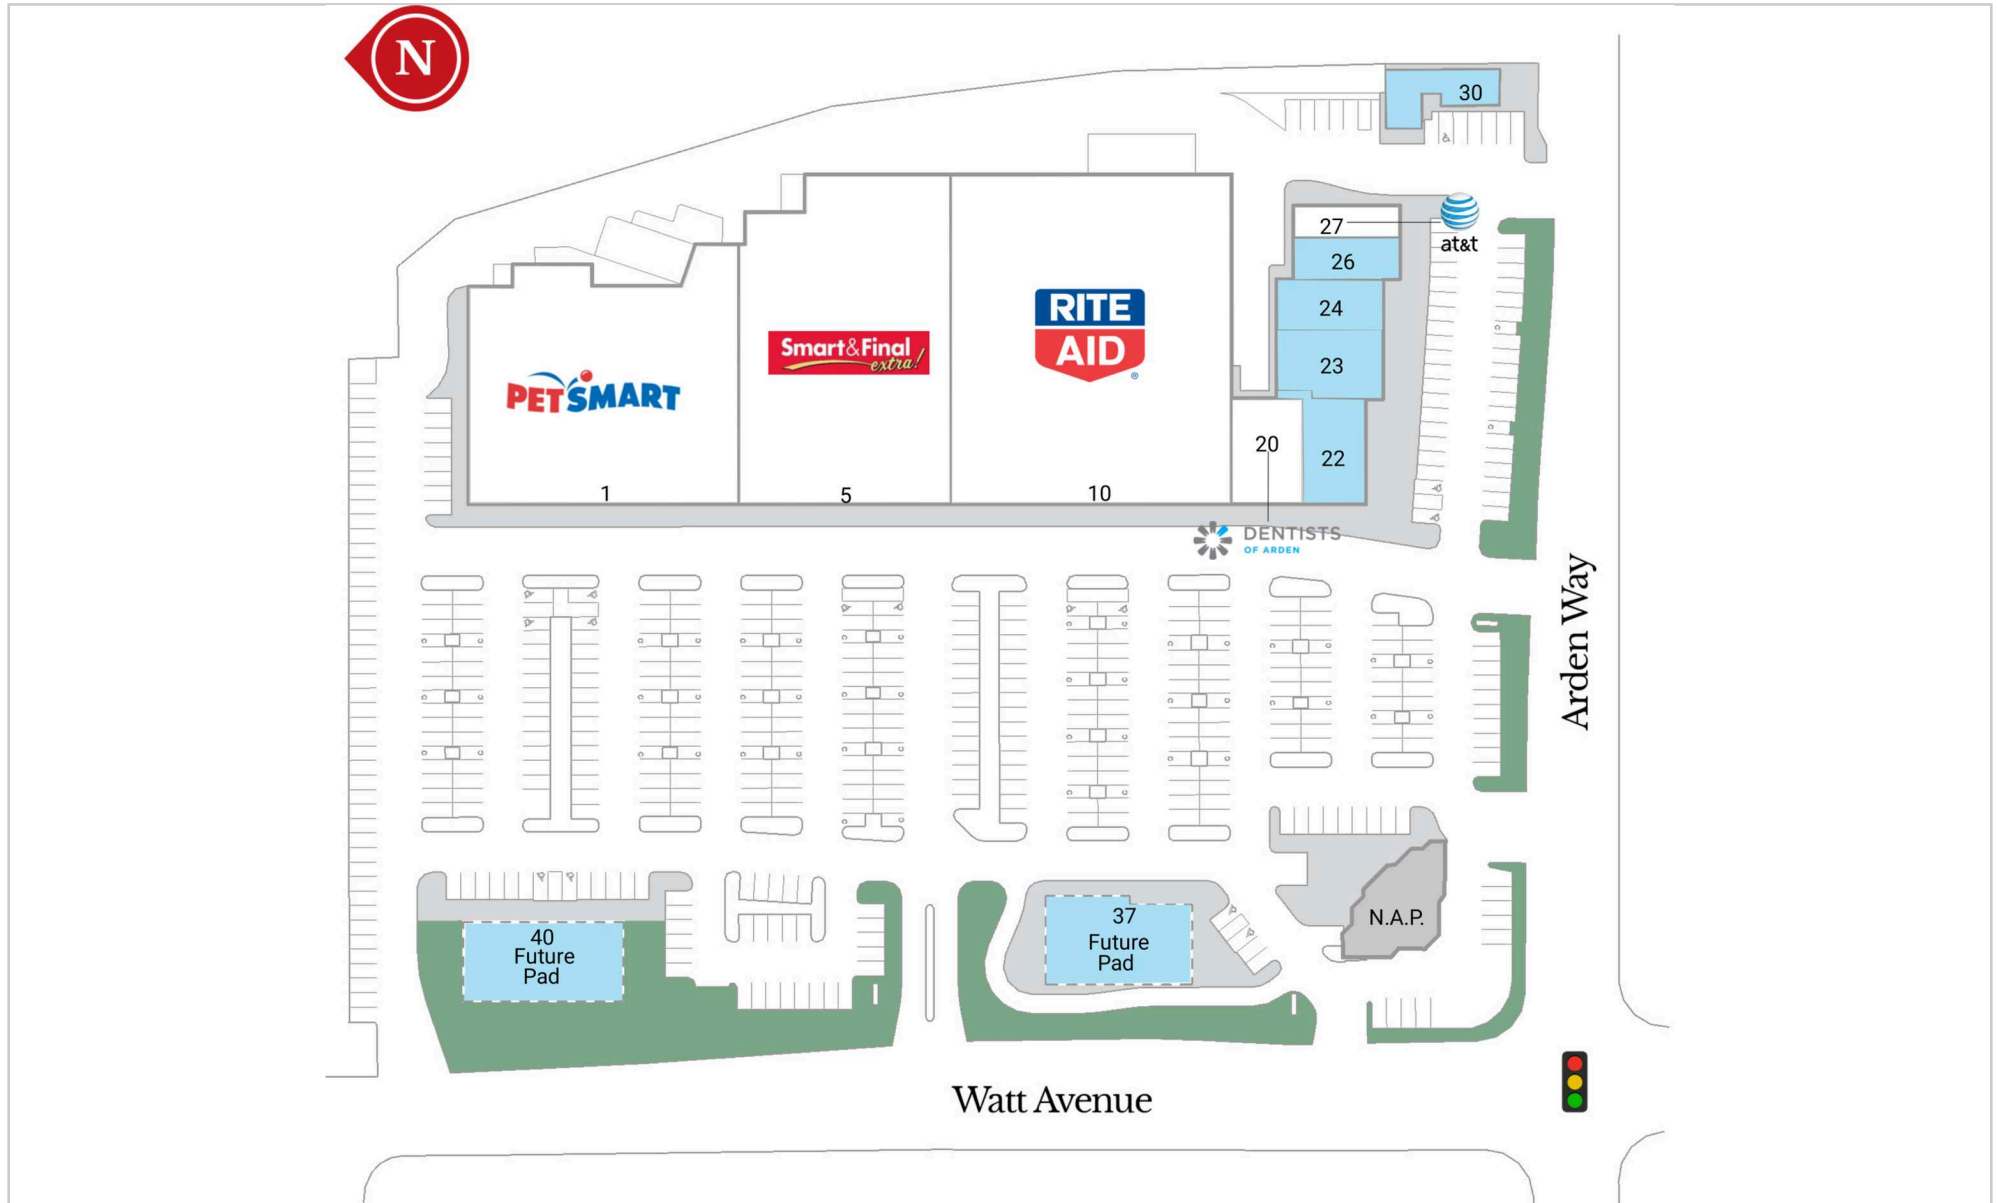 N
30
27
at&t
26
24
23
22
20
RITE
AID
®
Smart&Final
extra!
PETSMART
1
5
10
DENTISTS
OF ARDEN
Arden Way
40
Future
Pad
37
Future
Pad
N.A.P.
Watt Avenue